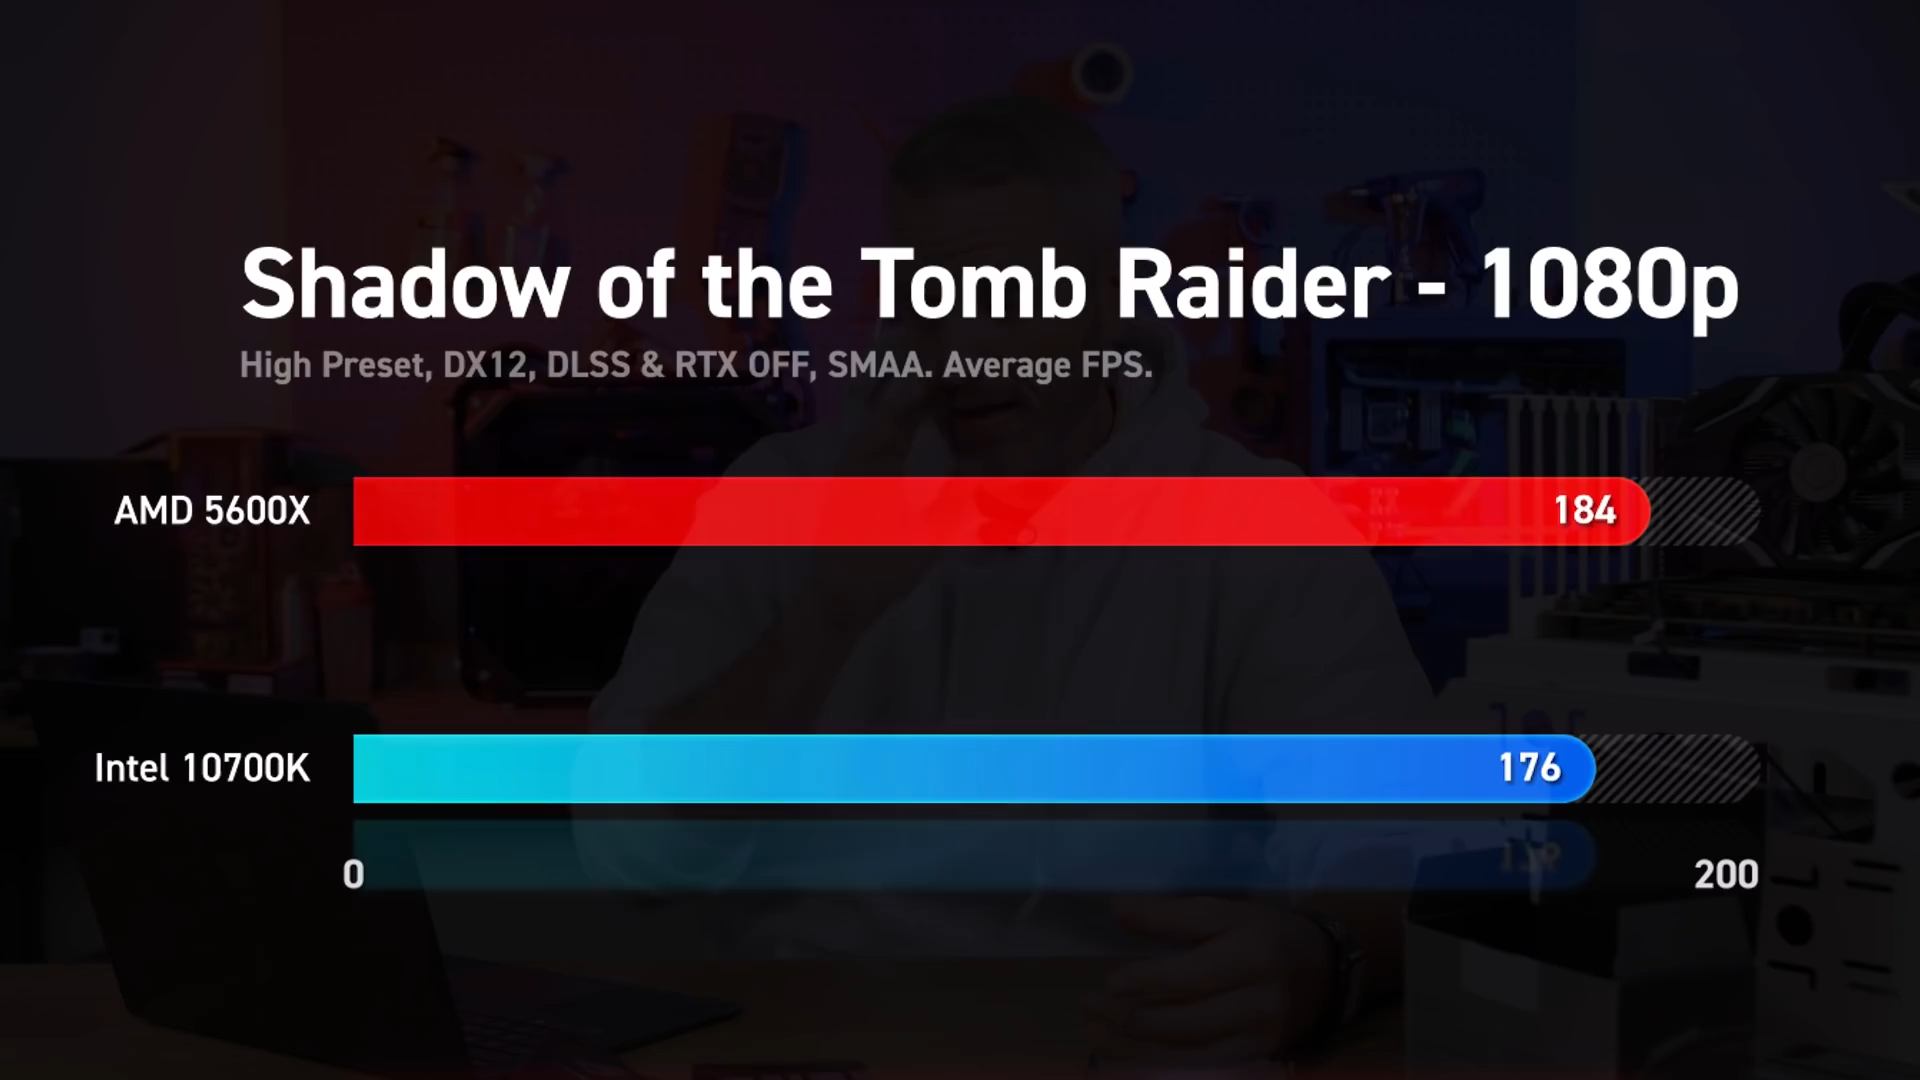 Shadow of the Tomb Raider - 1080p
High Preset, DX12, DLSS & RTX OFF, SMAA. Average FPS.
AMD 5600X 184
Intel 10700K 176
0 200